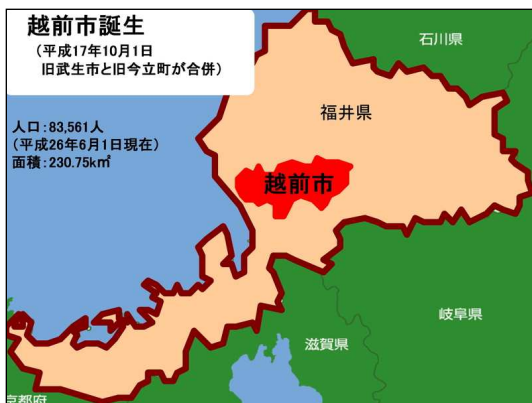 越前市誕生
(平成17年10月1日
旧武生市と旧今立町が合併)
人口:83,561人
(平成26年6月1日現在)
面積:230.75k㎡
石川県
福井県
越前市
岐阜県
滋賀県
京都府